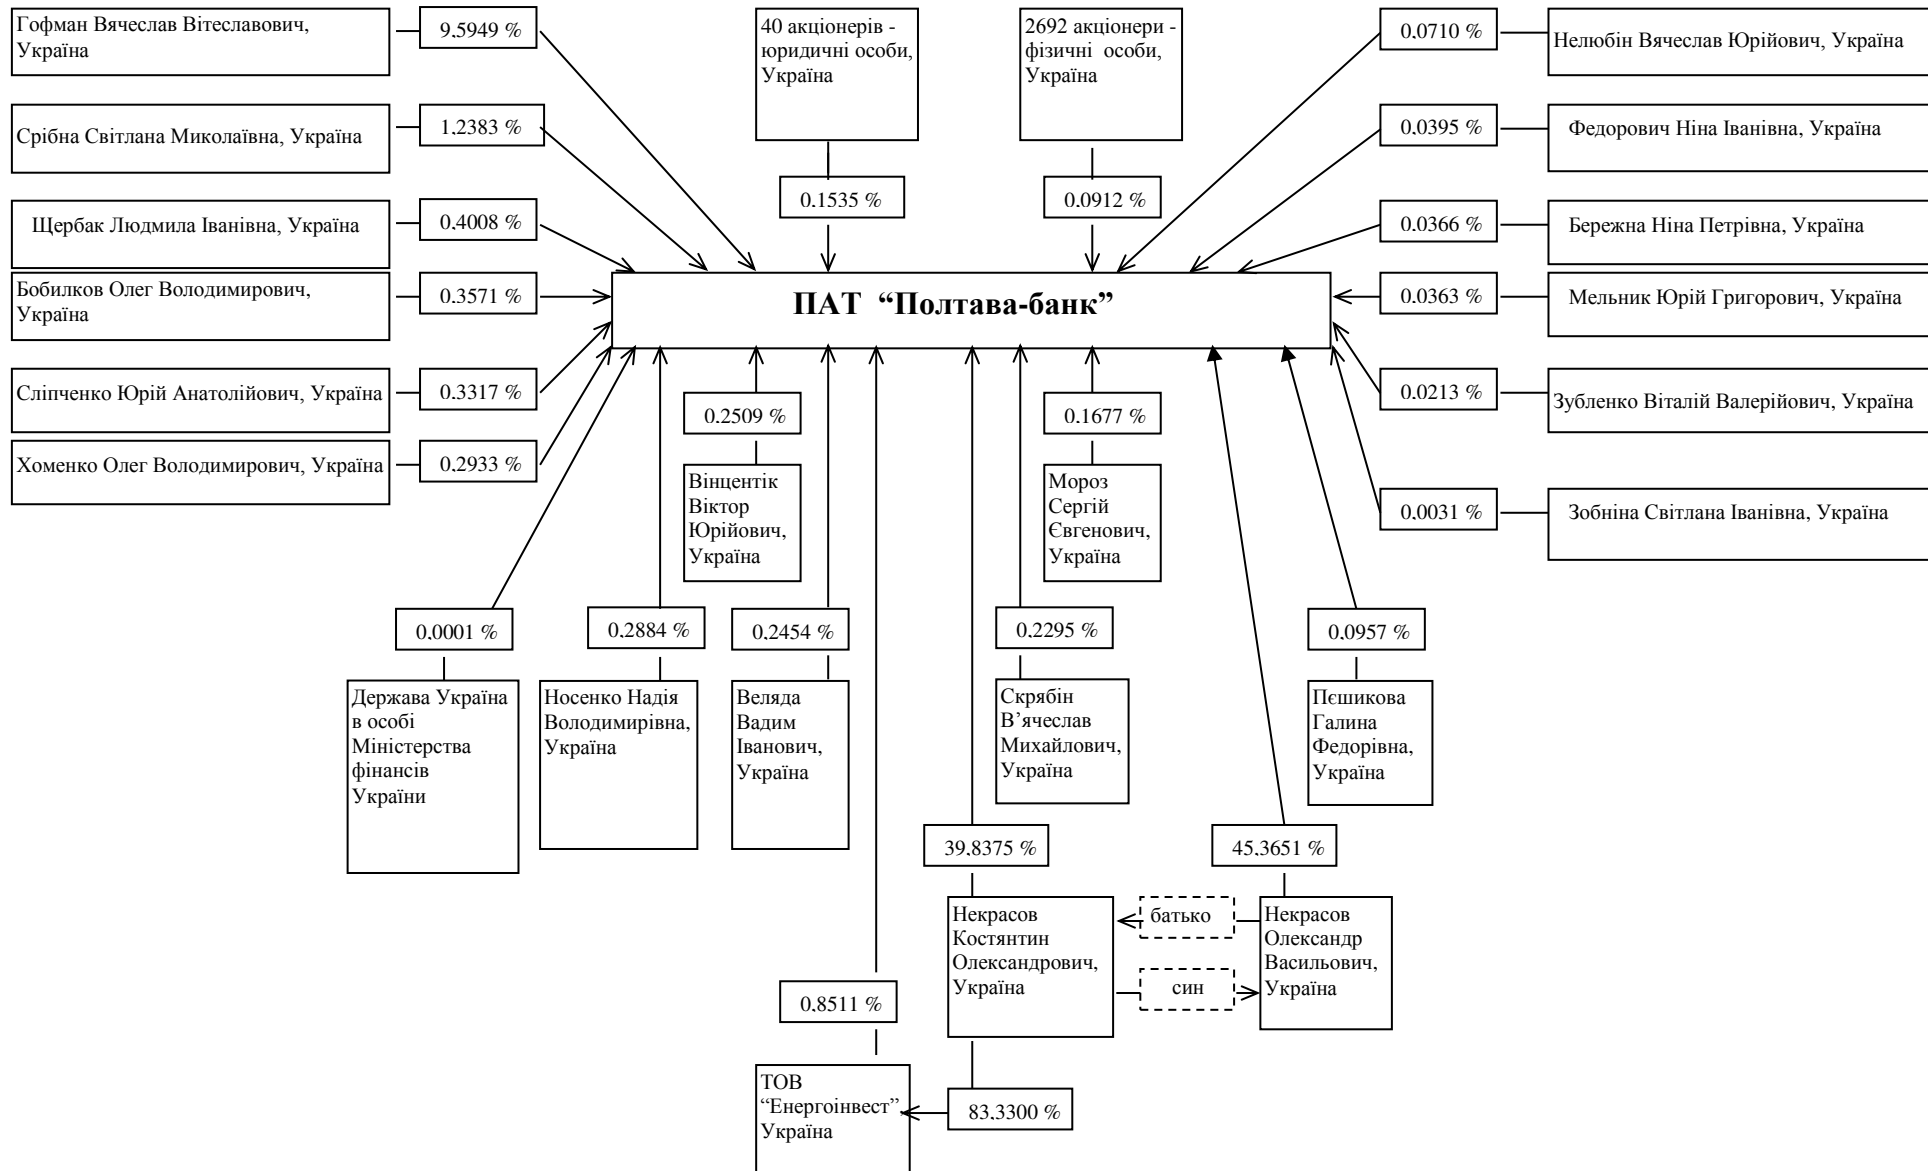 Гофман Вячеслав Вітеславович,
Україна
9,5949 %
40 акціонерів -
юридичні особи,
Україна
2692 акціонери -
фізичні особи,
Україна
0,0710 %
Нелюбін Вячеслав Юрійович, Україна
Срібна Світлана Миколаївна, Україна
1,2383 %
0,0395 %
Федорович Ніна Іванівна, Україна
0,1535 %
0,0912 %
Щербак Людмила Іванівна, Україна
0,4008 %
0,0366 %
Бережна Ніна Петрівна, Україна
Бобилков Олег Володимирович,
Україна
0,3571 %
ПАТ “Полтава-банк”
0,0363 %
Мельник Юрій Григорович, Україна
Сліпченко Юрій Анатолійович, Україна
0,3317 %
0,2509 %
0,1677 %
0,0213 %
Зубленко Віталій Валерійович, Україна
Хоменко Олег Володимирович, Україна
0,2933 %
Вінцентік
Віктор
Юрійович,
Україна
Мороз
Сергій
Євгенович,
Україна
0,0031 %
Зобніна Світлана Іванівна, Україна
0,0001 %
0,2884 %
0,2454 %
0,2295 %
0,0957 %
Держава Україна
в особі
Міністерства
фінансів
України
Носенко Надія
Володимирівна,
Україна
Веляда
Вадим
Іванович,
Україна
Скрябін
В’ячеслав
Михайлович,
Україна
Пєшикова
Галина
Федорівна,
Україна
39,8375 %
45,3651 %
Некрасов
Костянтин
Олександрович,
Україна
батько
син
Некрасов
Олександр
Васильович,
Україна
0,8511 %
ТОВ
“Енергоінвест”,
Україна
83,3300 %